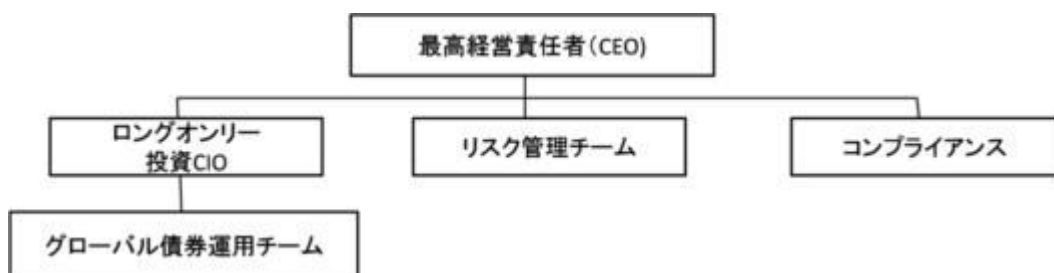 最高経営責任者(CEO)
ロングオンリー
投資CIO
リスク管理チーム
コンプライアンス
グローバル債券運用チーム